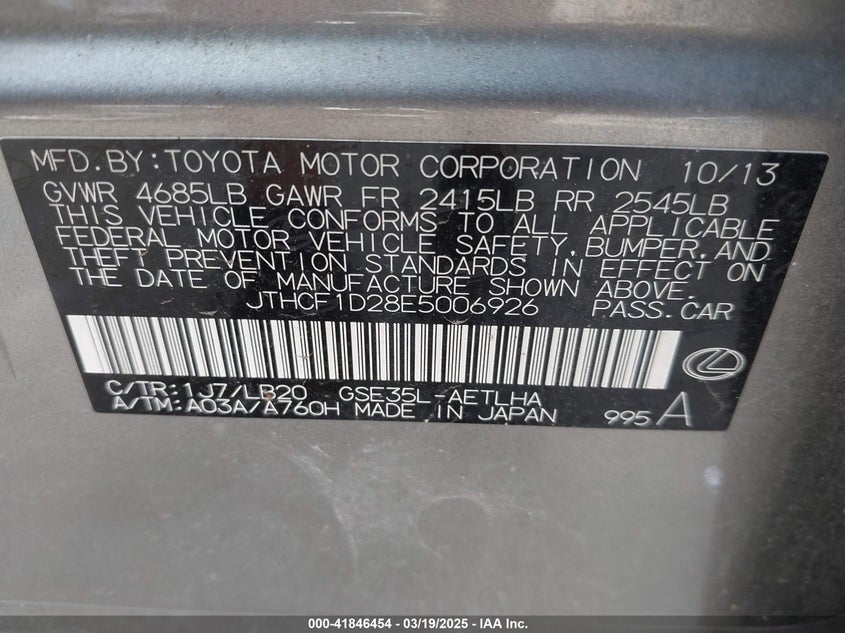 MFD.BY:TOYOTA MOTOR CORPORATION 10/13
GVWR 4685LB GAWR FR 2415LB RR 2545LB
THIS VEHICLE CONFORMS TO ALL APPLICABLE
FEDERAL MOTOR VEHICLE SAFETY, BUMPER, AND
THEFT PREVENTION STANDARDS IN EFFECT ON
THE DATE OF MANUFACTURE SHOWN ABOVE.
JTHCF1D28E5006926 PASS.CAR
C/TR:1J7/LB20 GSE35L-AETLHA
A/TM:A03A/A760H MADE IN JAPAN 995 A
000-41846454 — 03/19/2025 — IAA Inc.